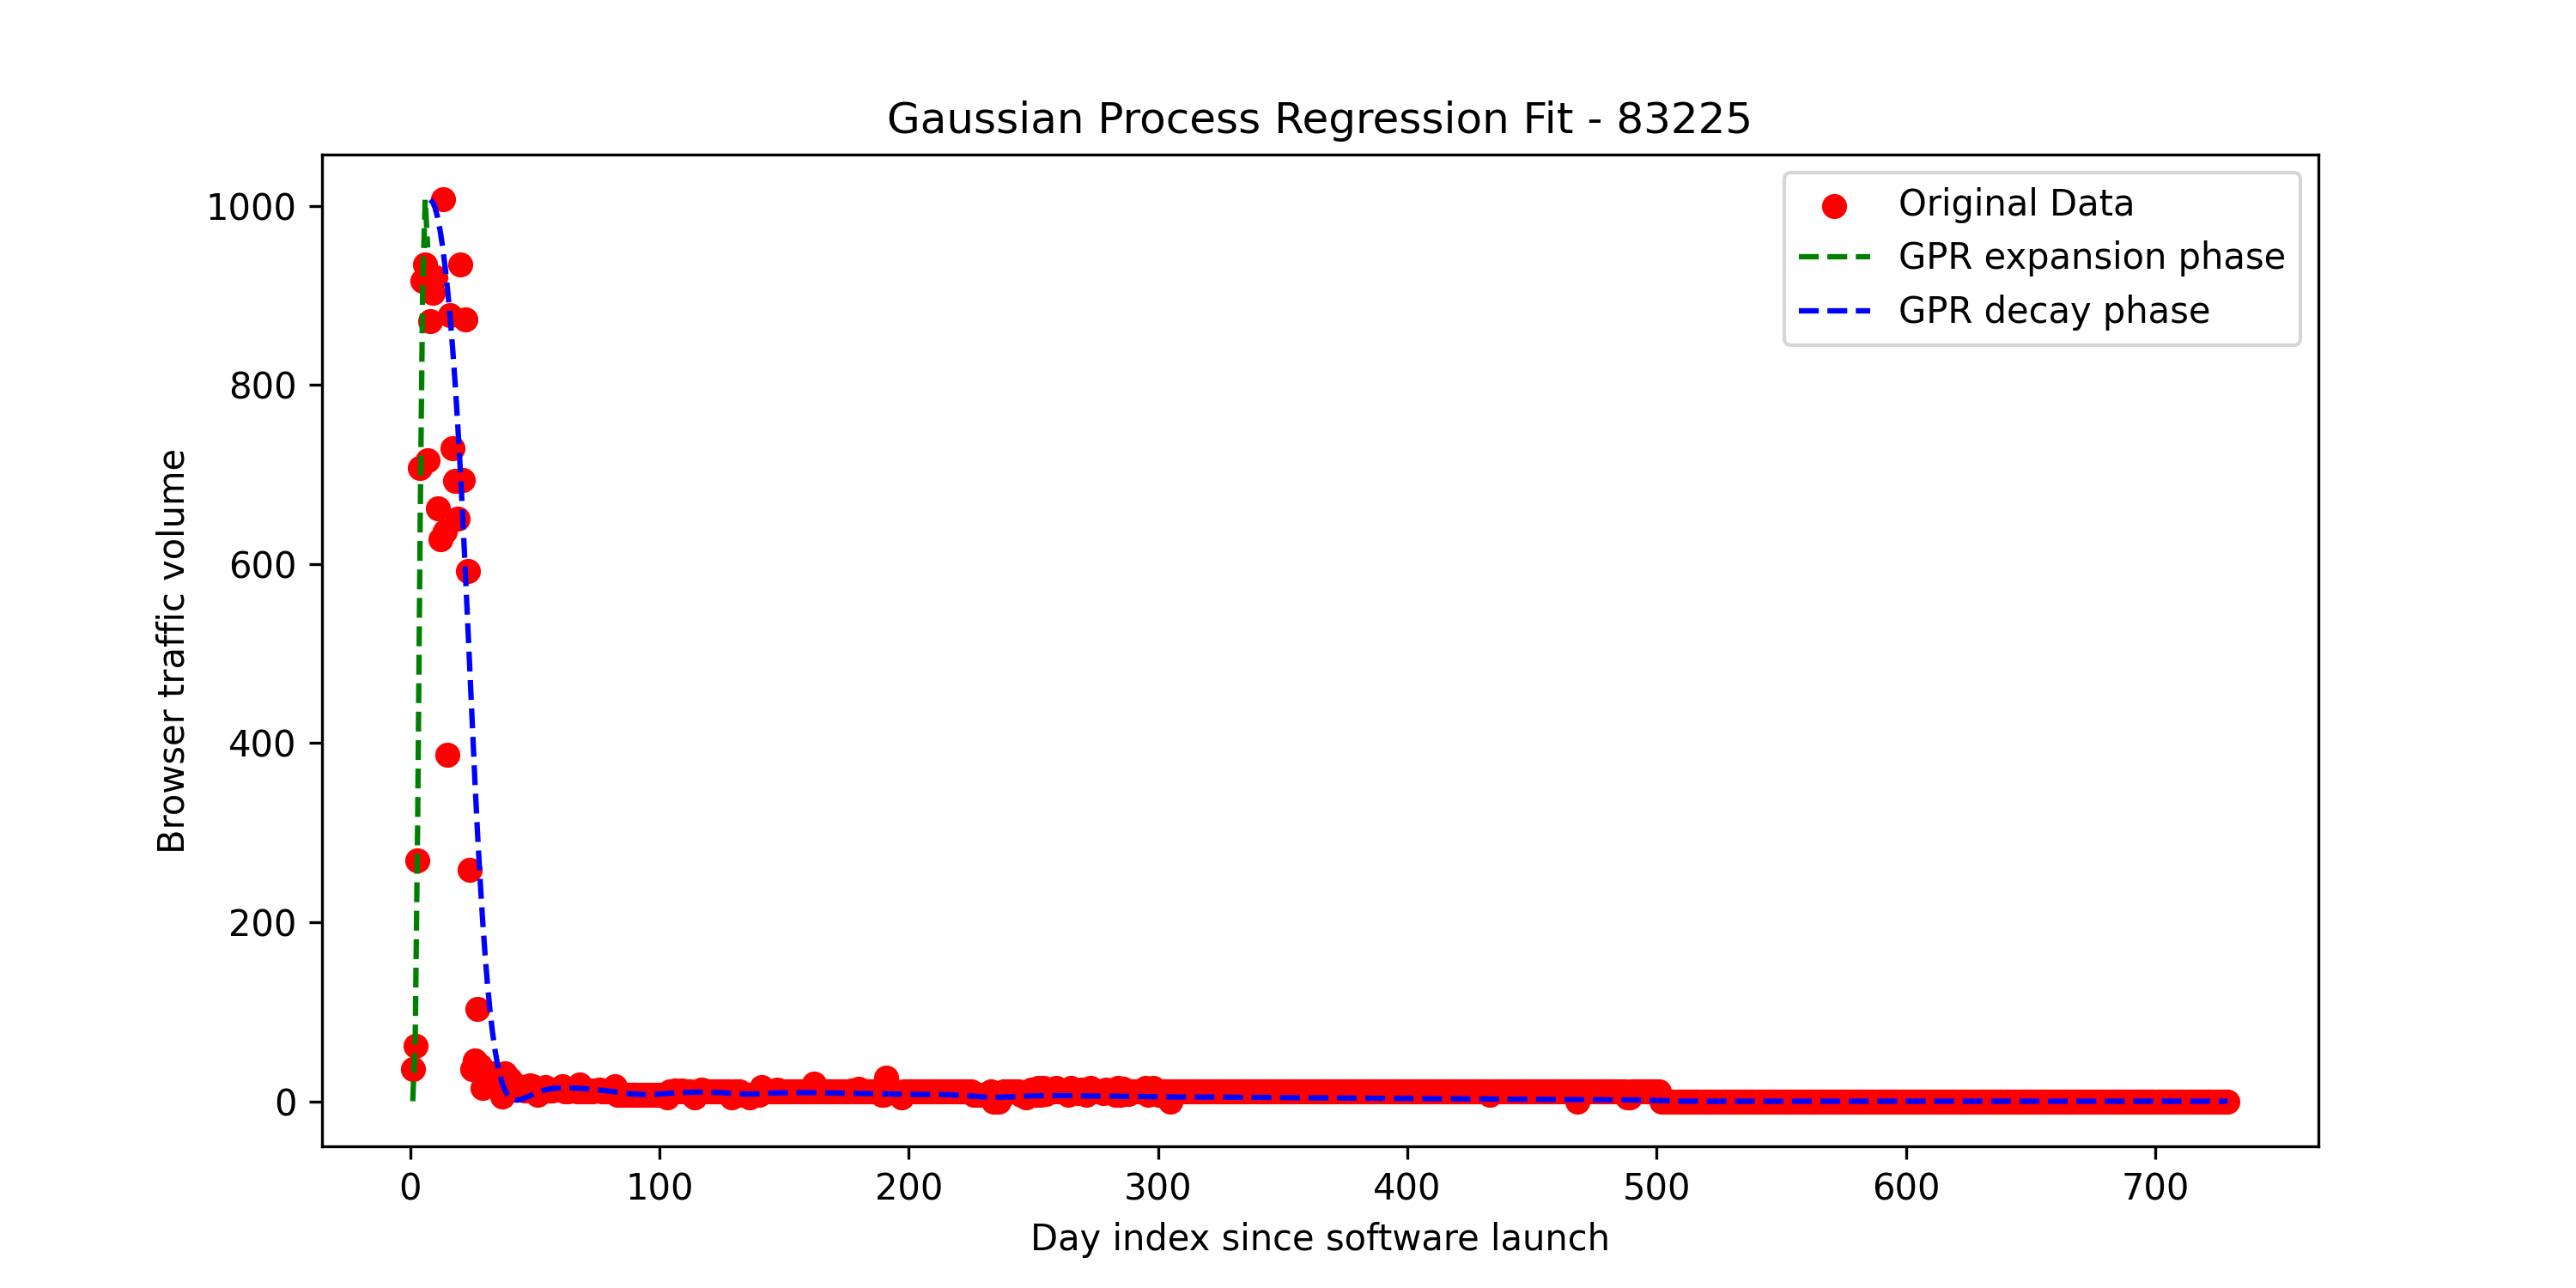 Gaussian Process Regression Fit - 83225
Original Data
GPR expansion phase
GPR decay phase
Browser traffic volume
1000
800
600
400
200
0
0 100 200 300 400 500 600 700
Day index since software launch